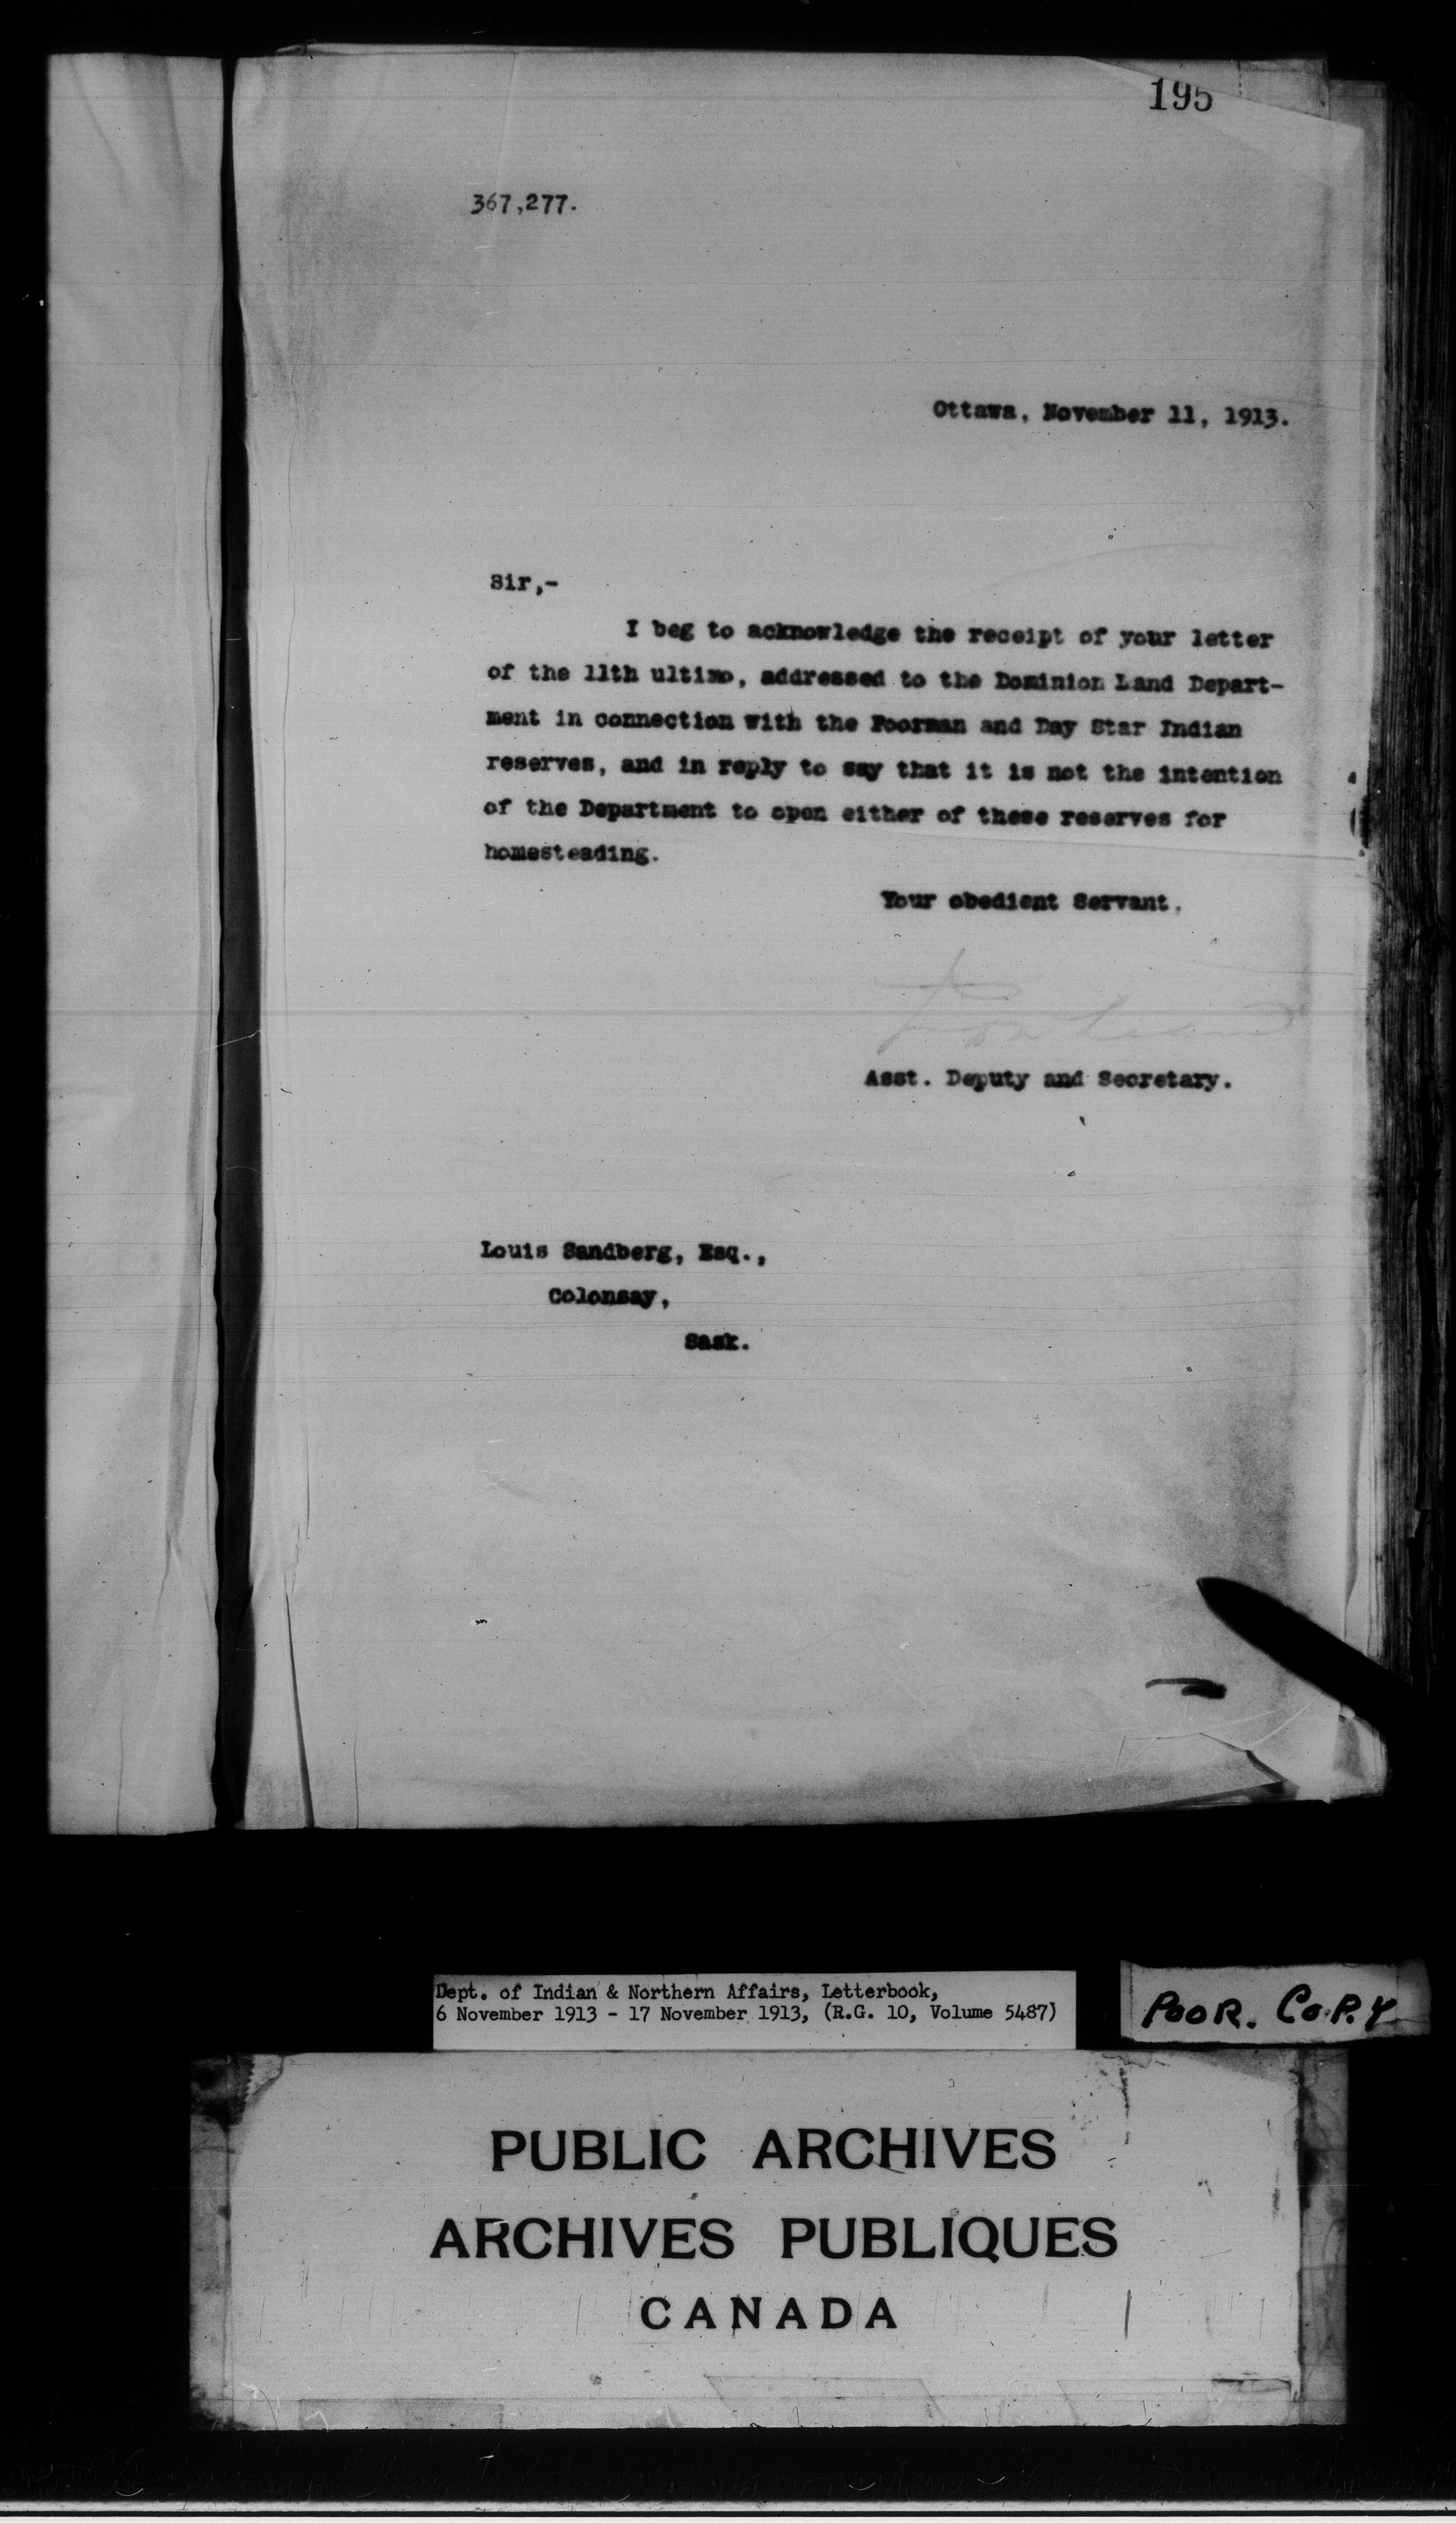 195
367,277.
Ottawa, November 11, 1913.
Sir,-
I beg to acknowledge the receipt of your letter
of the 11th ultimo, addressed to the Dominion Land Depart-
ment in connection with the Poorman and Day Star Indian
reserves, and in reply to say that it is not the intention
of the Department to open either of these reserves for
homesteading.
Your obedient Servant,
Asst. Deputy and Secretary.
Louis Sandberg, Esq.,
Colonsay,
Sask.
Dept. of Indian & Northern Affairs, Letterbook,
6 November 1913 - 17 November 1913, (R.G. 10, Volume 5487)
POOR. COPY
PUBLIC ARCHIVES
ARCHIVES PUBLIQUES
CANADA